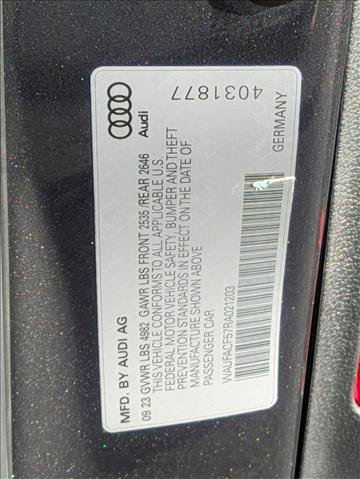 Audi
4031877
MFD. BY AUDI AG
09 23 GVWR LBS 4982 GAWR LBS FRONT 2535 /REAR 2646
THIS VEHICLE CONFORMS TO ALL APPLICABLE U.S.
FEDERAL MOTOR VEHICLE SAFETY, BUMPER AND THEFT
PREVENTION STANDARDS IN EFFECT ON THE DATE OF
MANUFACTURE SHOWN ABOVE
PASSENGER CAR
WAUFACF57RA021203
GERMANY